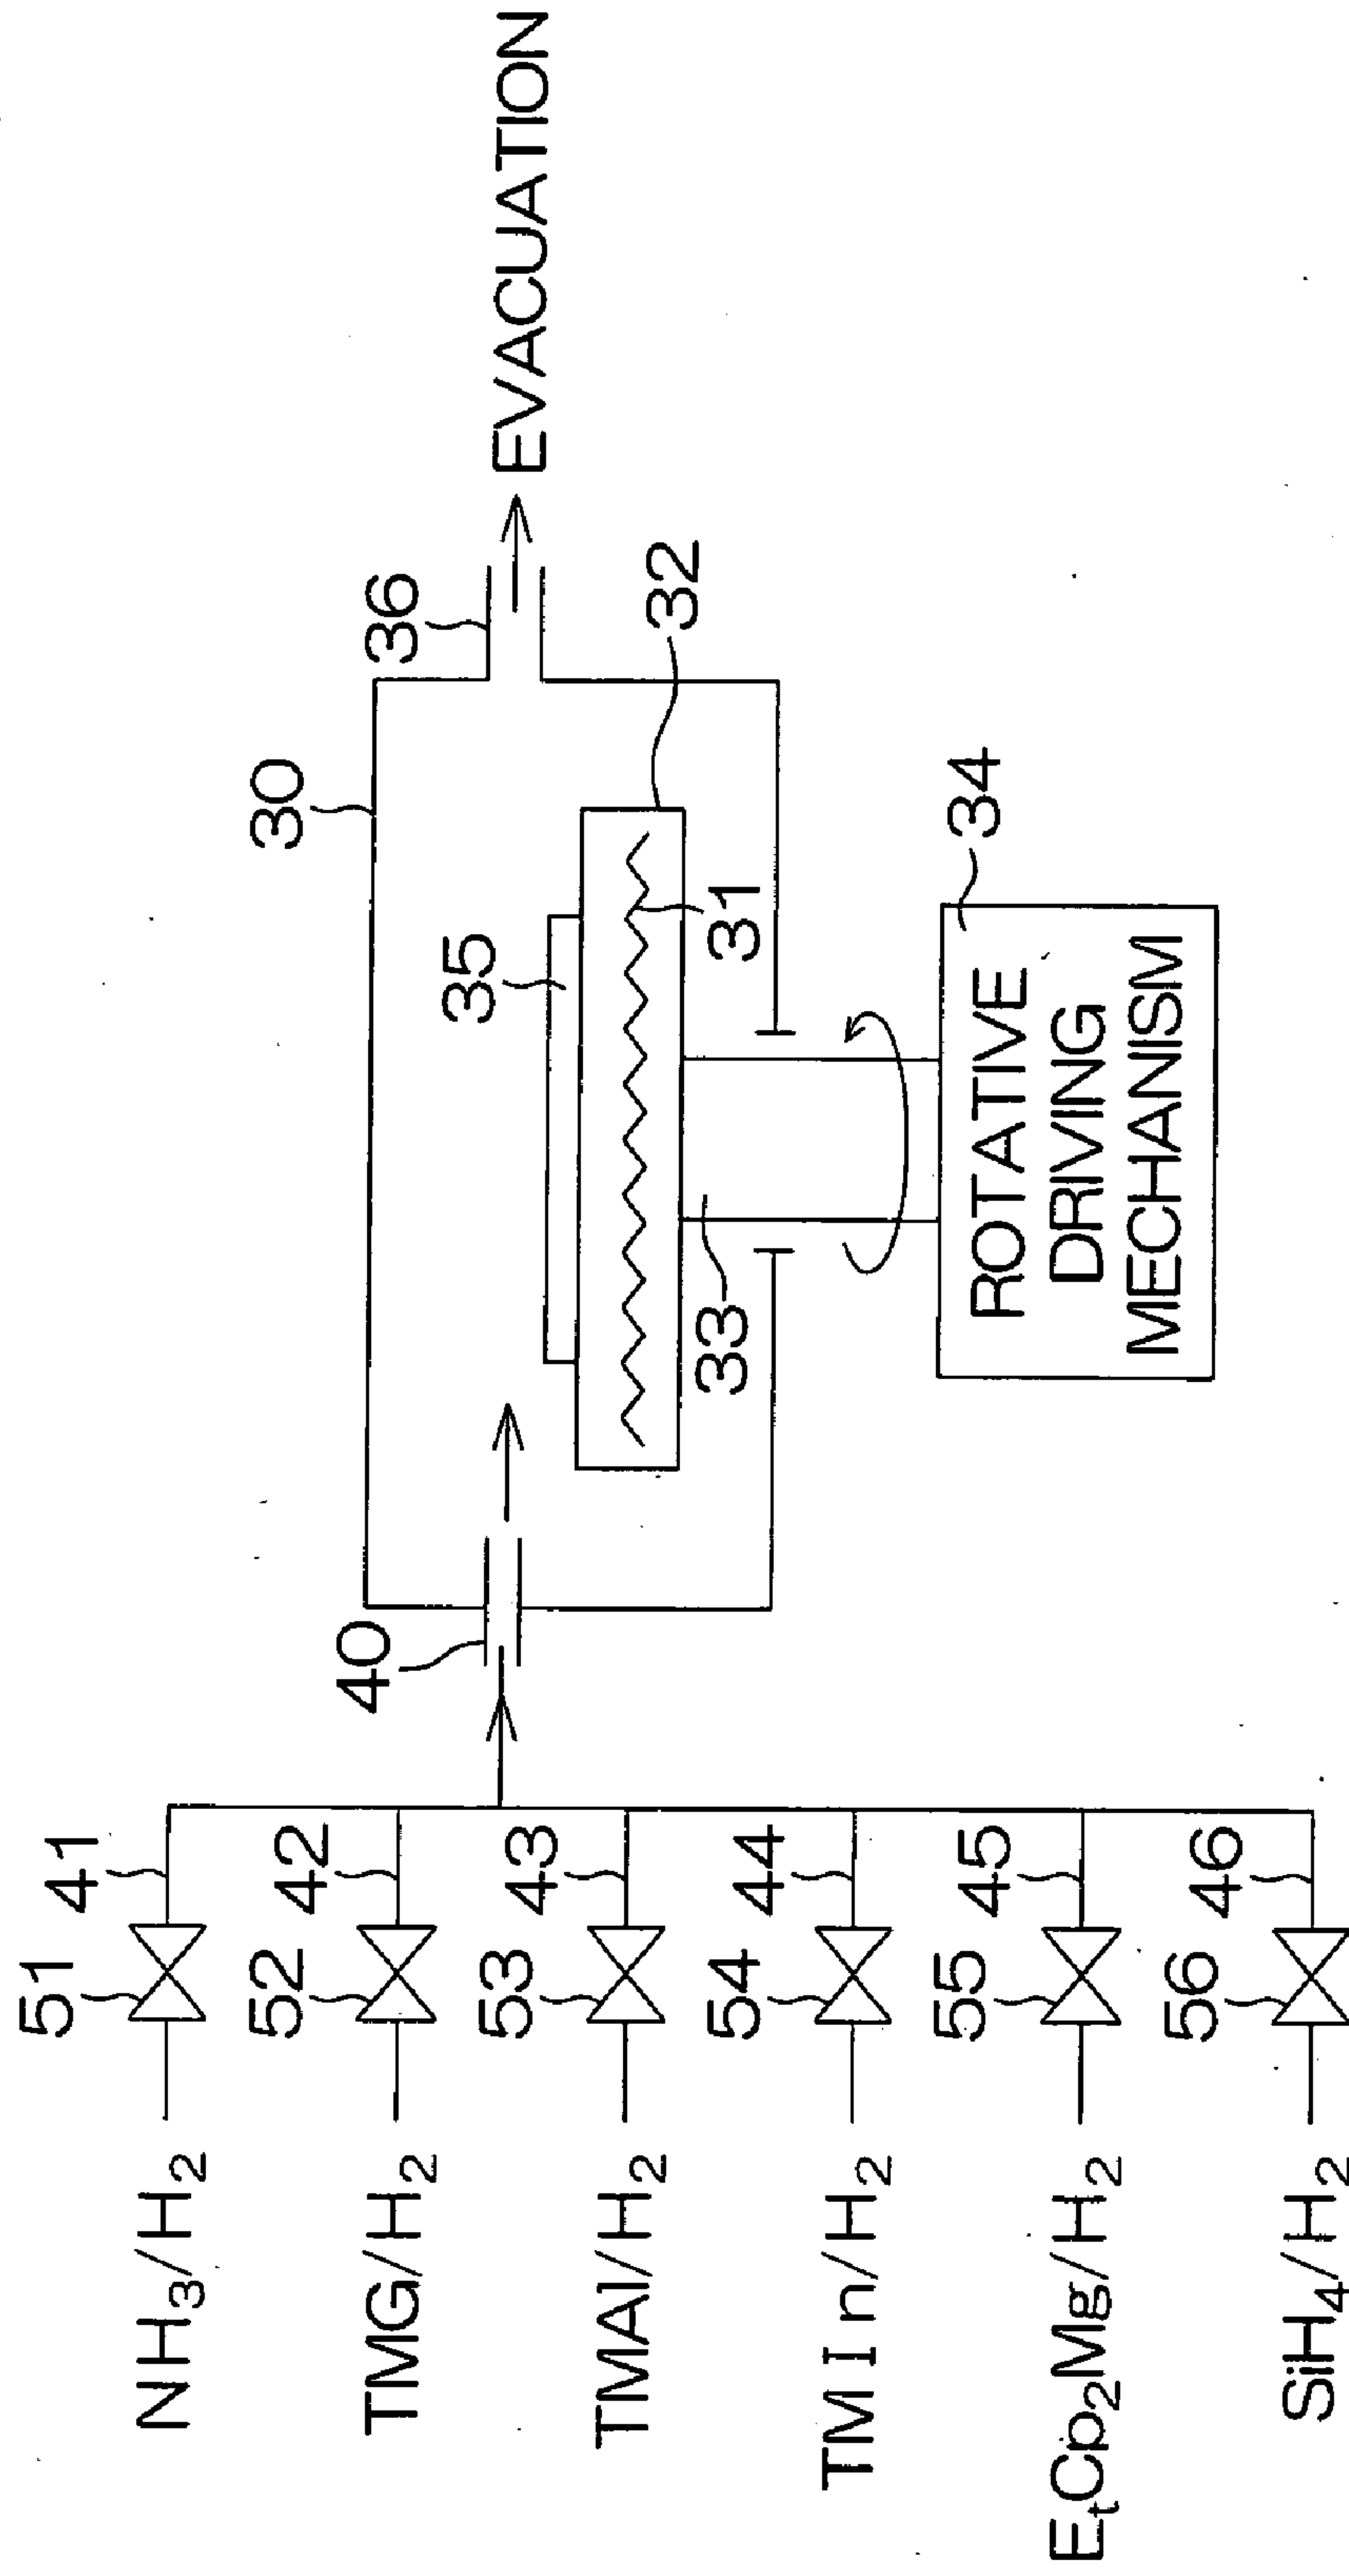 NH3/H2
51
41
TMG/H2
52
42
TMAl/H2
53
43
TMIn/H2
54
44
EtCp2Mg/H2
55
45
SiH4/H2
56
46
40
30
36
EVACUATION
35
32
31
33
34
ROTATIVE
DRIVING
MECHANISM